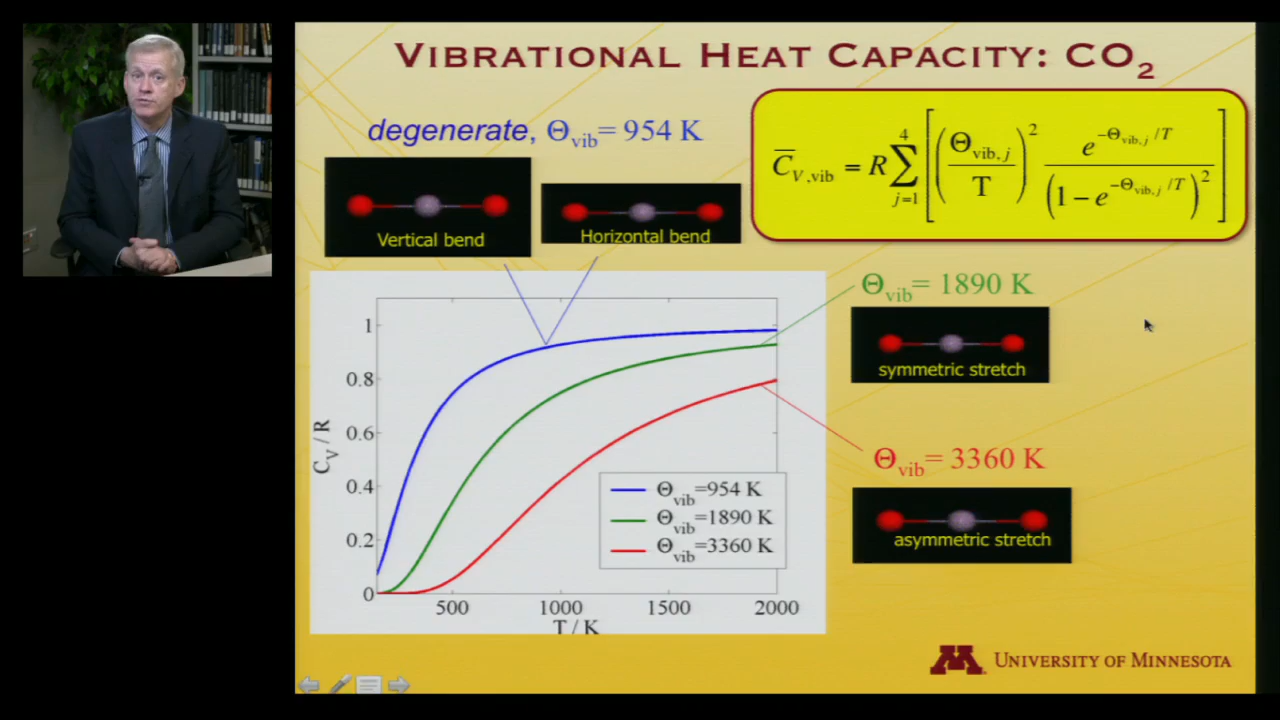 VIBRATIONAL HEAT CAPACITY: CO₂
degenerate, Θvib= 954 K
Vertical bend
Horizontal bend
C̅V,vib = R∑j=1^4[(Θvib,j/T)² e^(-Θvib,j/T)/(1−e^(-Θvib,j/T))²]
Θvib= 1890 K
symmetric stretch
Θvib= 3360 K
asymmetric stretch
CV / R
1
0.8
0.6
0.4
0.2
0
500 1000 1500 2000
T / K
Θvib=954 K
Θvib=1890 K
Θvib=3360 K
M UNIVERSITY OF MINNESOTA